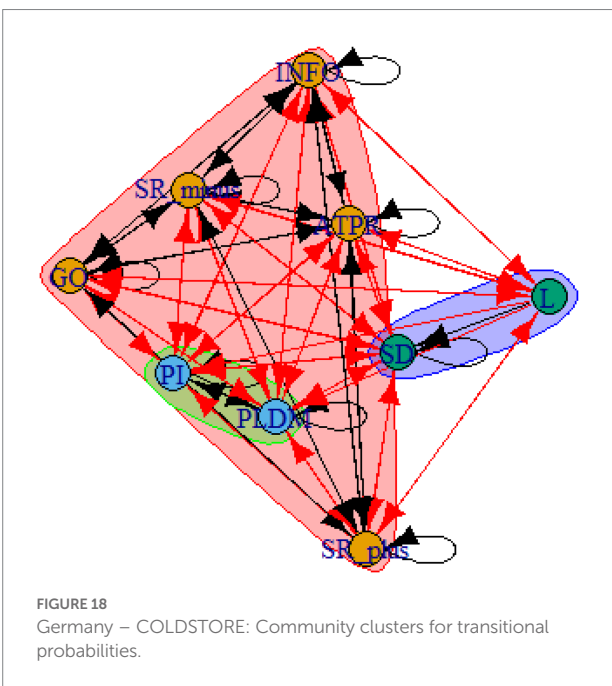 INFO
SR_minus
ATPR
GO
L
SD
PI
PLDM
SR_plus
FIGURE 18
Germany – COLDSTORE: Community clusters for transitional
probabilities.